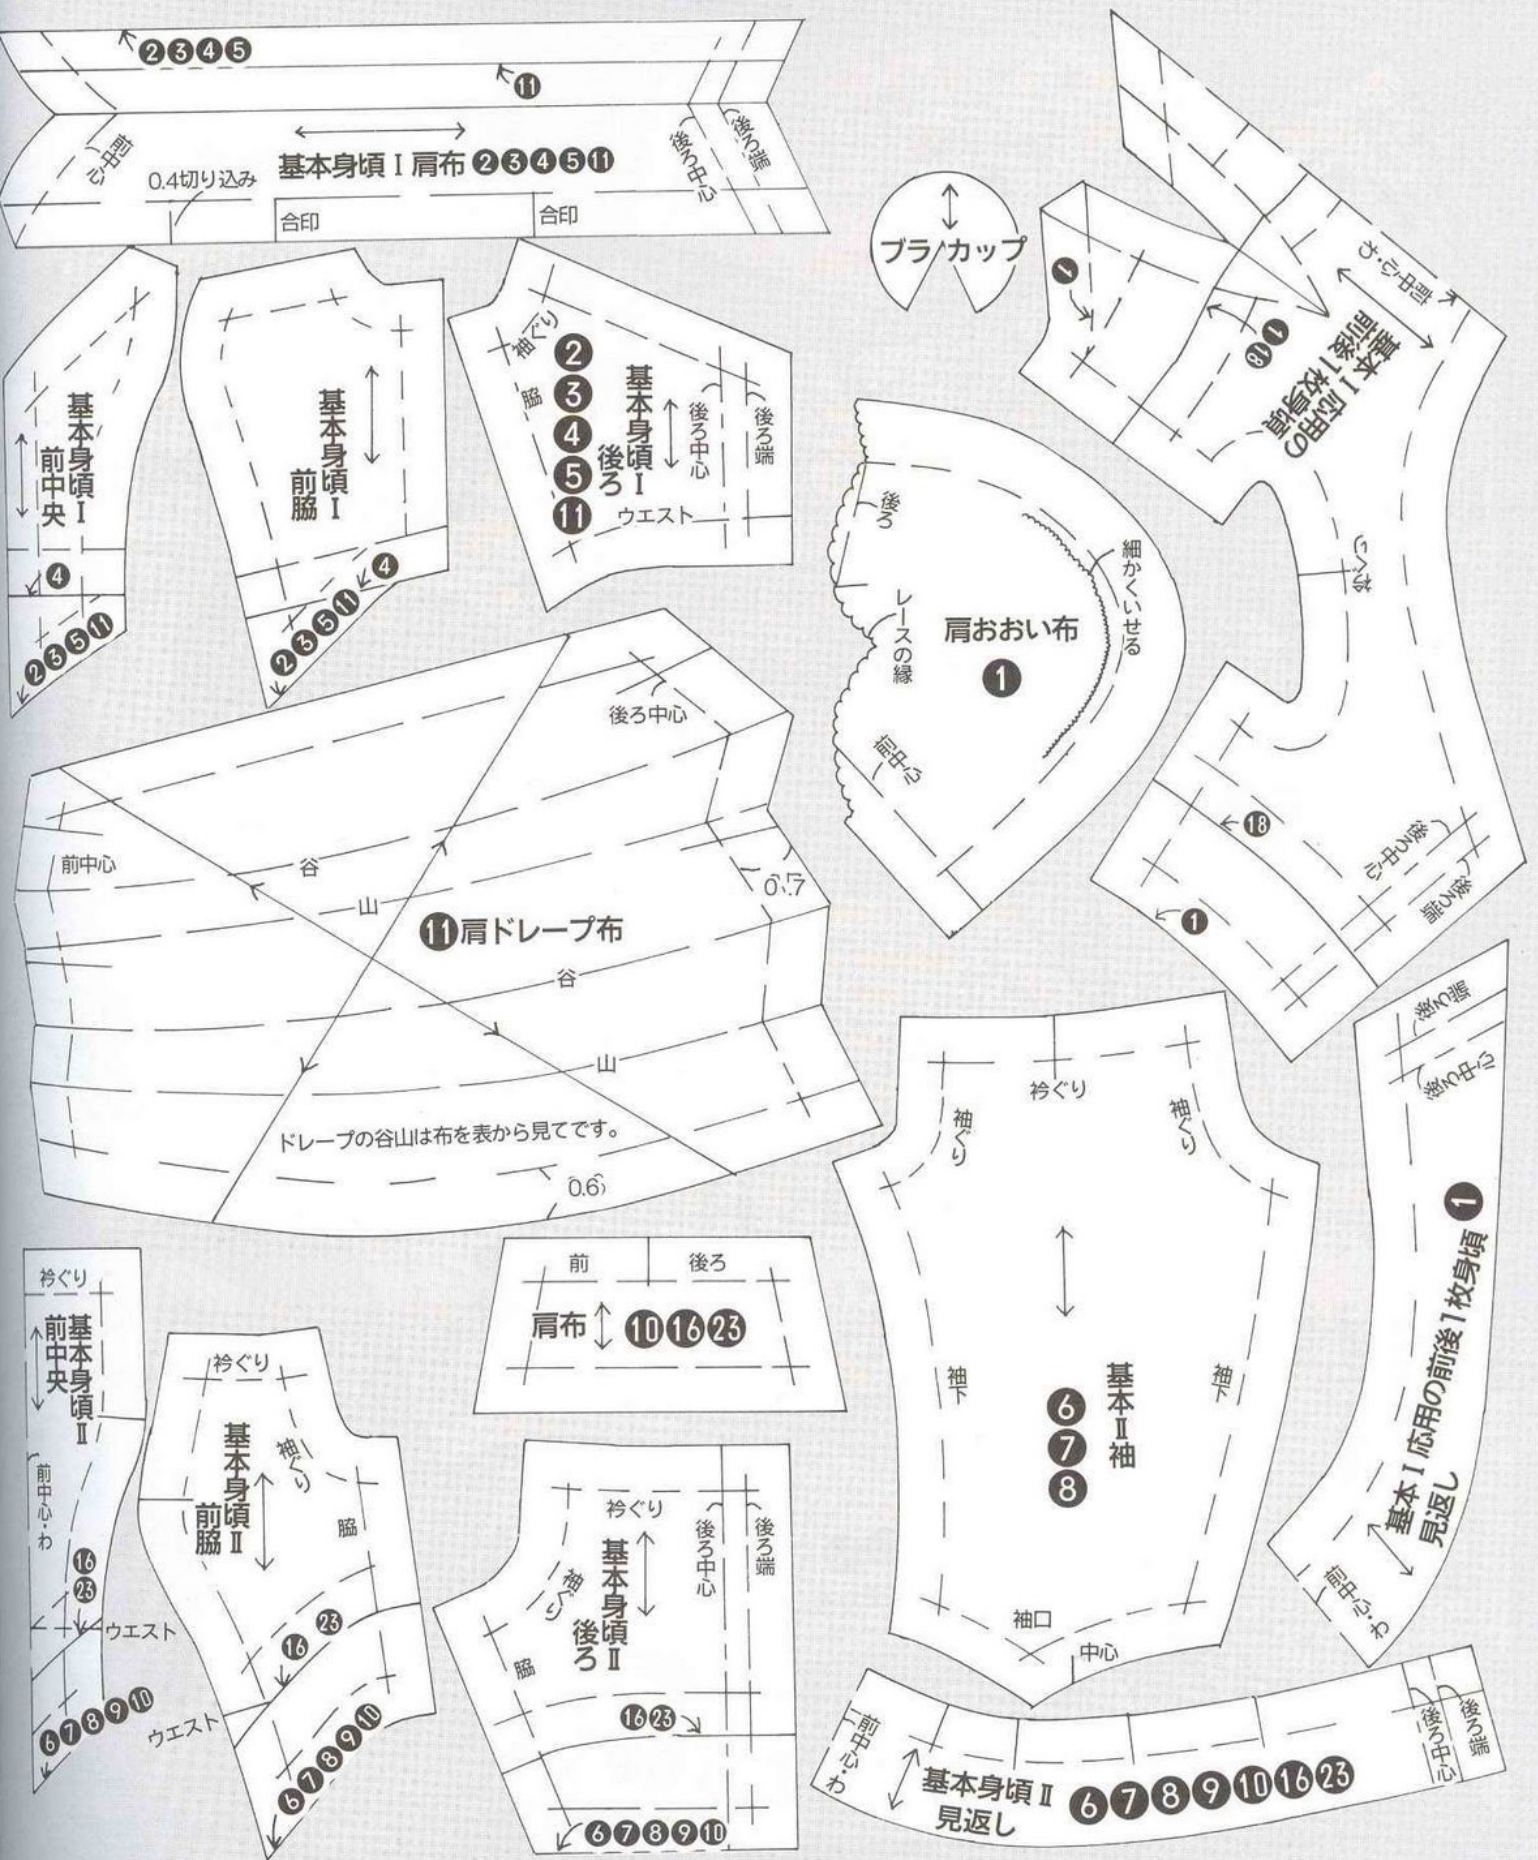 ❷❸❹❺
⓫
前中心
基本身頃Ⅰ肩布❷❸❹❺⓫
後ろ中心
後ろ端
0.4切り込み
合印
合印
基本身頃Ⅰ
前中央
❹
❷❸❺⓫
基本身頃Ⅰ
前脇
❹
❷❸❺⓫
袖ぐり
脇
❷
❸
❹
❺
⓫
基本身頃Ⅰ
後ろ
後ろ中心
後ろ端
ウエスト
ブラカップ
❶
❶⓲
前中心・わ
基本Ⅰ応用の
前後1枚身頃
衿ぐり
⓲
❶
後ろ中心
後ろ端
後ろ
レースの縁
細かくいせる
肩おおい布
❶
前中心
後ろ中心
前中心
谷
山
0.7
⓫肩ドレープ布
谷
山
ドレープの谷山は布を表から見てです。
0.6
衿ぐり
袖ぐり
袖ぐり
袖下
袖下
基本Ⅱ袖
❻
❼
❽
袖口
中心
後ろ端
後ろ中心
基本Ⅰ応用の前後1枚身頃❶
見返し
前中心・わ
衿ぐり
基本身頃Ⅱ
前中央
前中心・わ
⓰
㉓
ウエスト
❻❼❽❾❿
衿ぐり
袖ぐり
基本身頃Ⅱ
前脇
脇
⓰㉓
ウエスト
❻❼❽❾❿
前
後ろ
肩布
❿⓰㉓
衿ぐり
袖ぐり
基本身頃Ⅱ
後ろ
後ろ中心
後ろ端
脇
⓰㉓
❻❼❽❾❿
前中心・わ
基本身頃Ⅱ
見返し
❻❼❽❾❿⓰㉓
後ろ中心
後ろ端